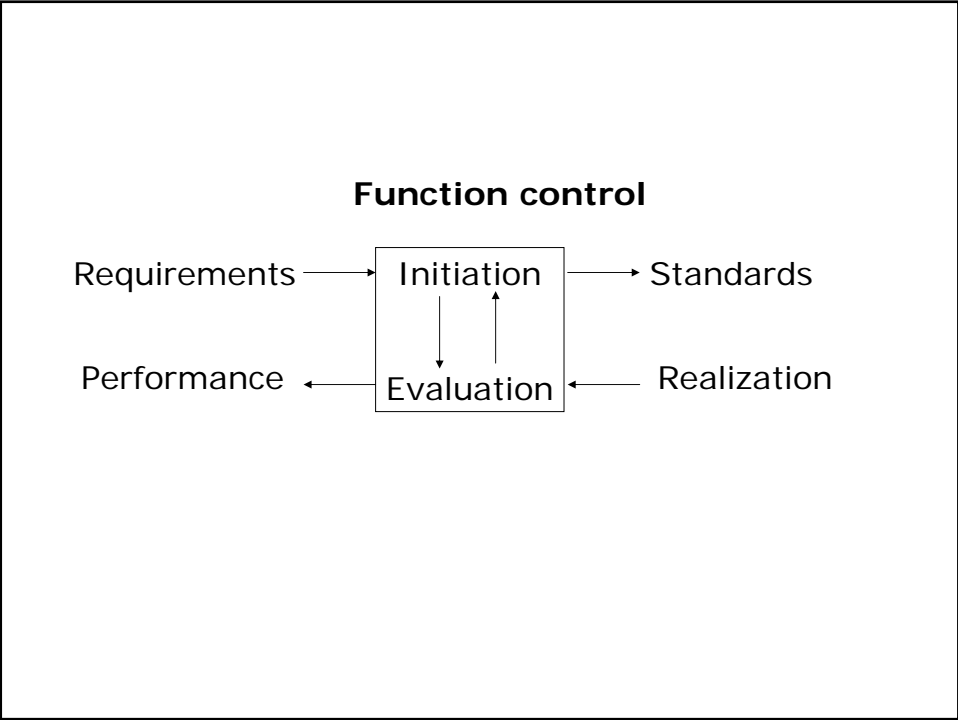 Function control
Requirements Initiation Standards
Performance Evaluation Realization